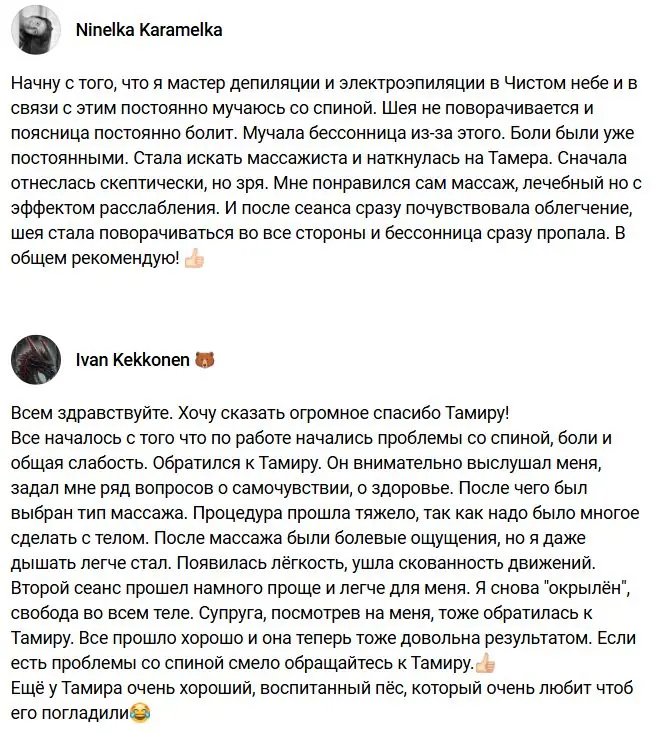 Ninelka Karamelka
Начну с того, что я мастер депиляции и электроэпиляции в Чистом небе и в
связи с этим постоянно мучаюсь со спиной. Шея не поворачивается и
поясница постоянно болит. Мучала бессонница из-за этого. Боли были уже
постоянными. Стала искать массажиста и наткнулась на Тамера. Сначала
отнеслась скептически, но зря. Мне понравился сам массаж, лечебный но с
эффектом расслабления. И после сеанса сразу почувствовала облегчение,
шея стала поворачиваться во все стороны и бессонница сразу пропала. В
общем рекомендую! 👍🏻
Ivan Kekkonen 🐻
Всем здравствуйте. Хочу сказать огромное спасибо Тамиру!
Все началось с того что по работе начались проблемы со спиной, боли и
общая слабость. Обратился к Тамиру. Он внимательно выслушал меня,
задал мне ряд вопросов о самочувствии, о здоровье. После чего был
выбран тип массажа. Процедура прошла тяжело, так как надо было многое
сделать с телом. После массажа были болевые ощущения, но я даже
дышать легче стал. Появилась лёгкость, ушла скованность движений.
Второй сеанс прошел намного проще и легче для меня. Я снова "окрылён",
свобода во всем теле. Супруга, посмотрев на меня, тоже обратилась к
Тамиру. Все прошло хорошо и она теперь тоже довольна результатом. Если
есть проблемы со спиной смело обращайтесь к Тамиру.👍🏻
Ещё у Тамира очень хороший, воспитанный пёс, который очень любит чтоб
его погладили😂